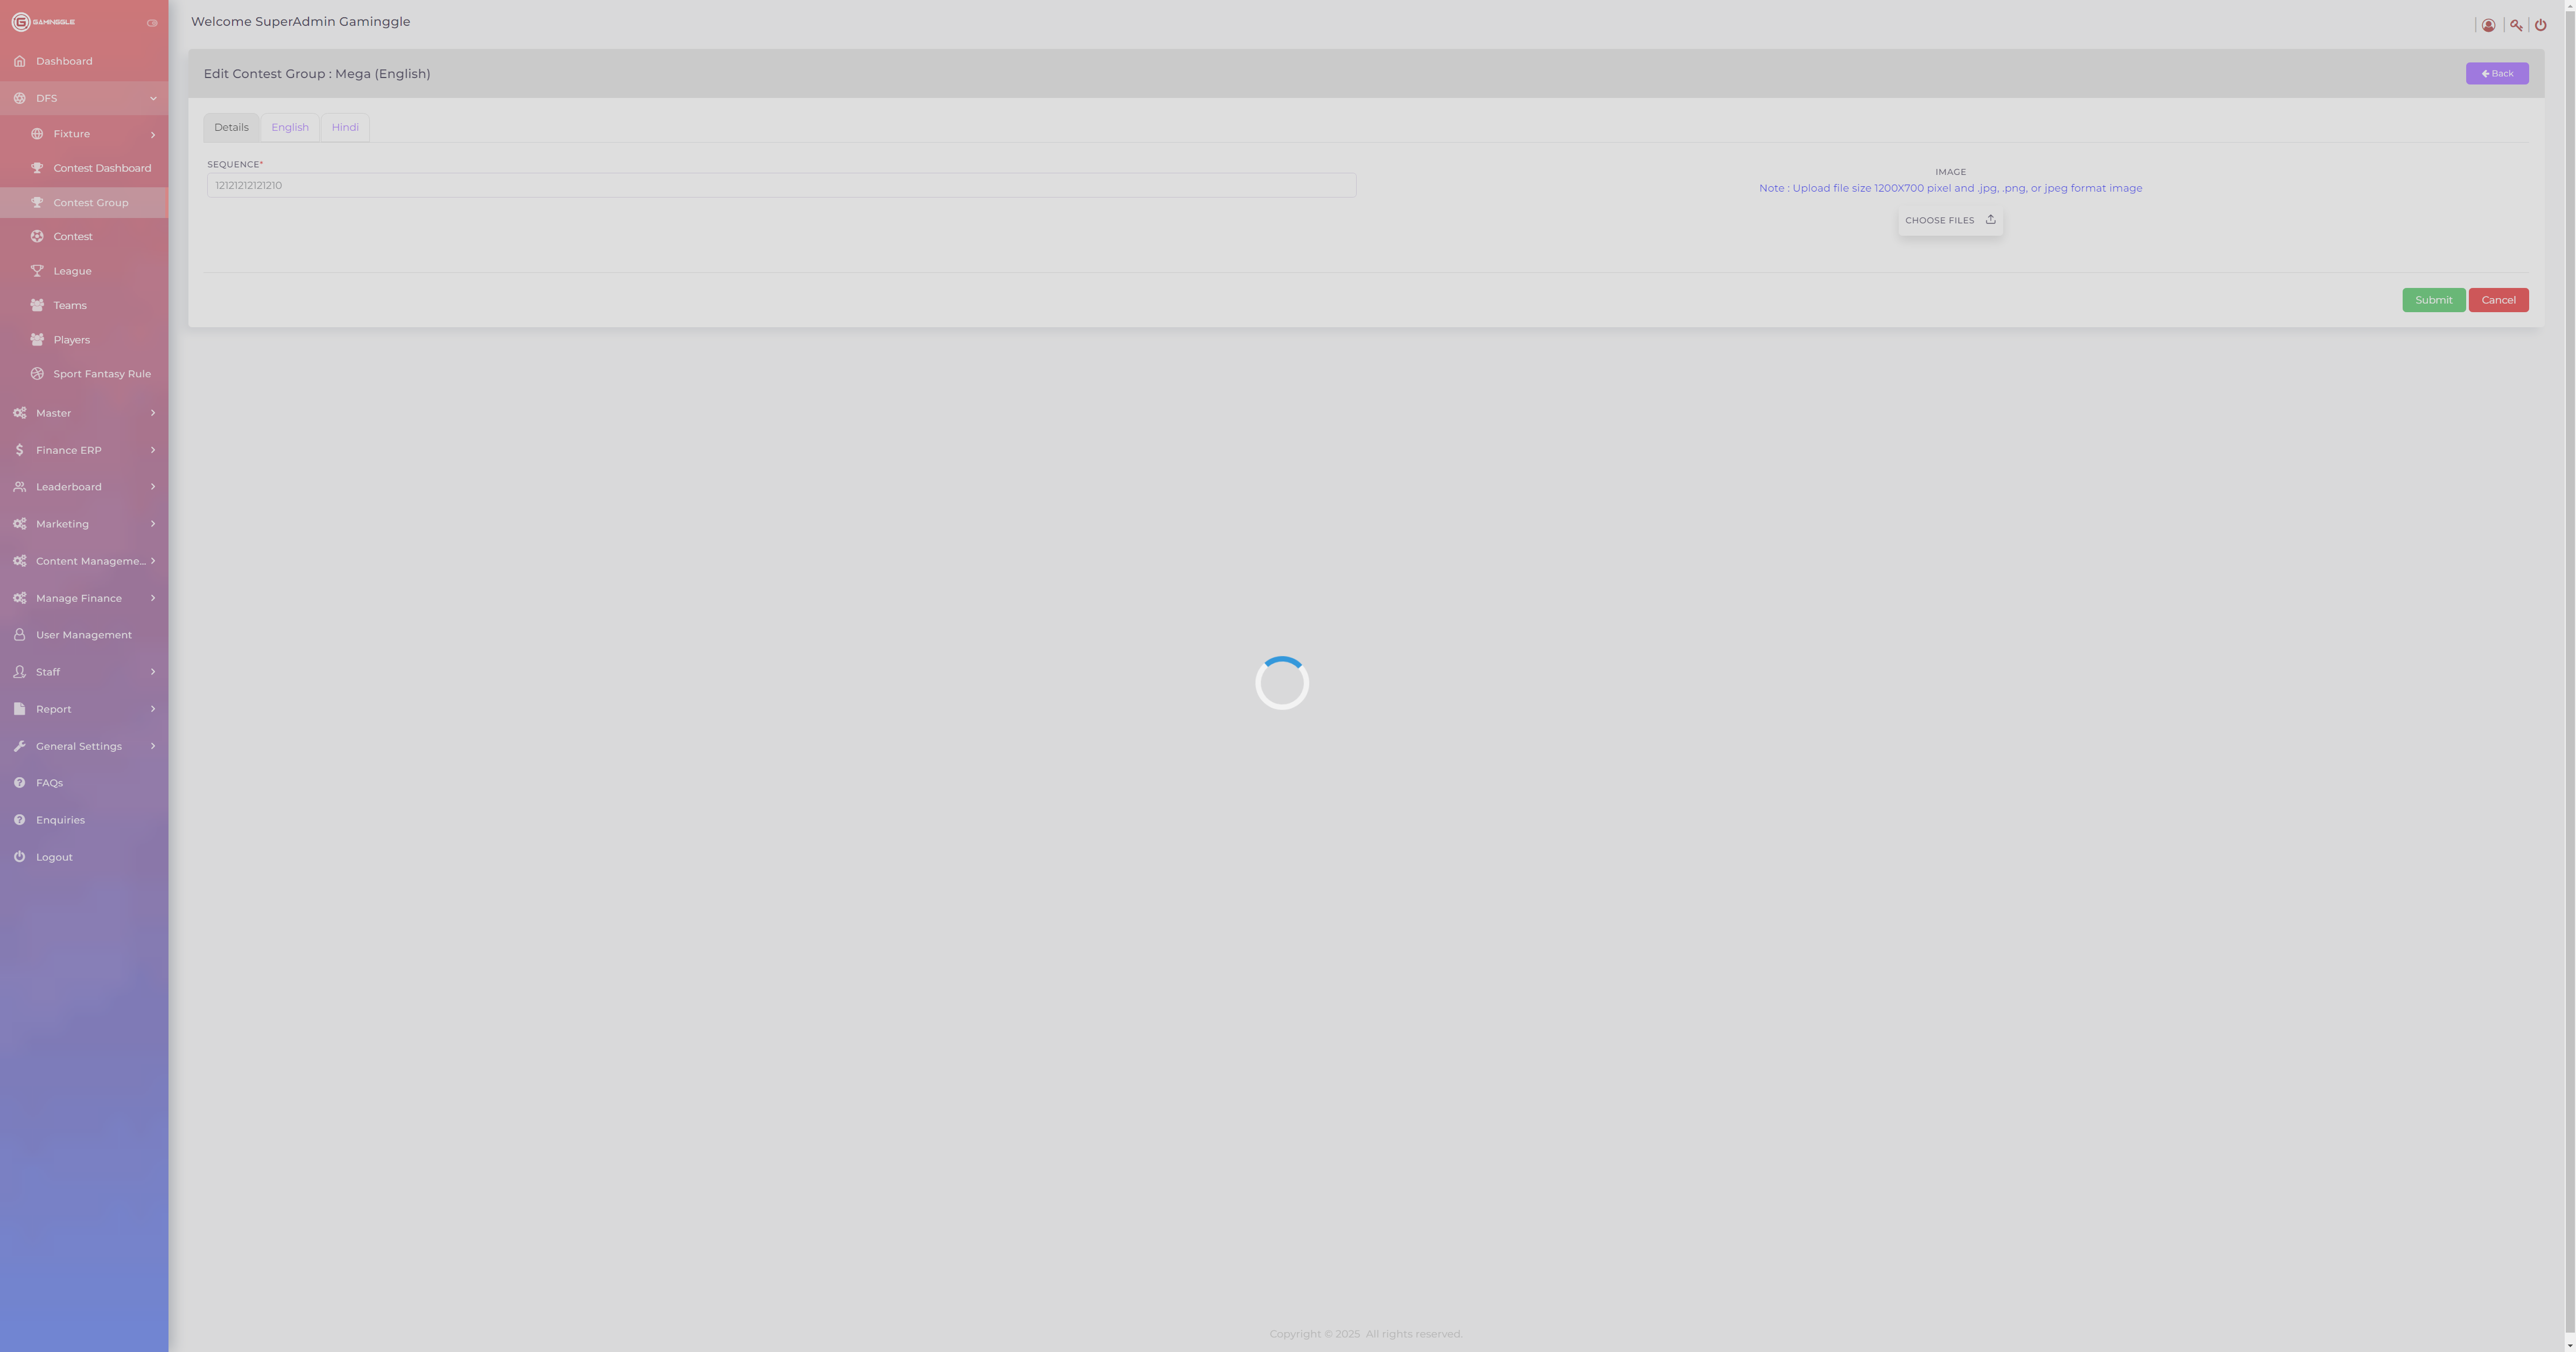 GAMINGGLE
Welcome SuperAdmin Gaminggle
Dashboard
DFS
Fixture
Contest Dashboard
Contest Group
Contest
League
Teams
Players
Sport Fantasy Rule
Master
Finance ERP
Leaderboard
Marketing
Content Manageme...
Manage Finance
User Management
Staff
Report
General Settings
FAQs
Enquiries
Logout
Edit Contest Group : Mega (English)
Back
Details
English
Hindi
SEQUENCE*
12121212121210
IMAGE
Note : Upload file size 1200X700 pixel and .jpg, .png, or jpeg format image
CHOOSE FILES
Submit
Cancel
Copyright © 2025 All rights reserved.